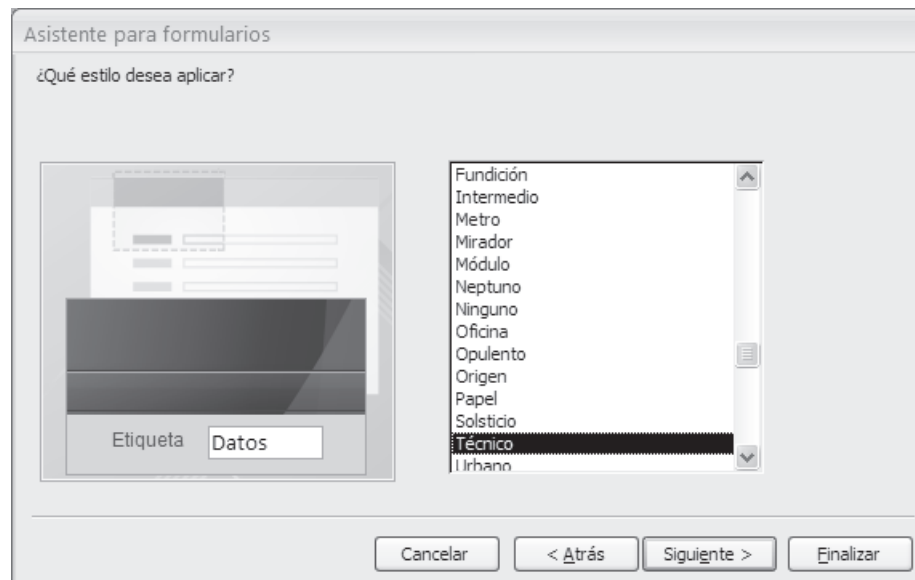 Asistente para formularios
¿Qué estilo desea aplicar?
Fundición
Intermedio
Metro
Mirador
Módulo
Neptuno
Ninguno
Oficina
Opulento
Origen
Papel
Solsticio
Técnico
Urbano
Etiqueta
Datos
Cancelar
< Atrás
Siguiente >
Finalizar